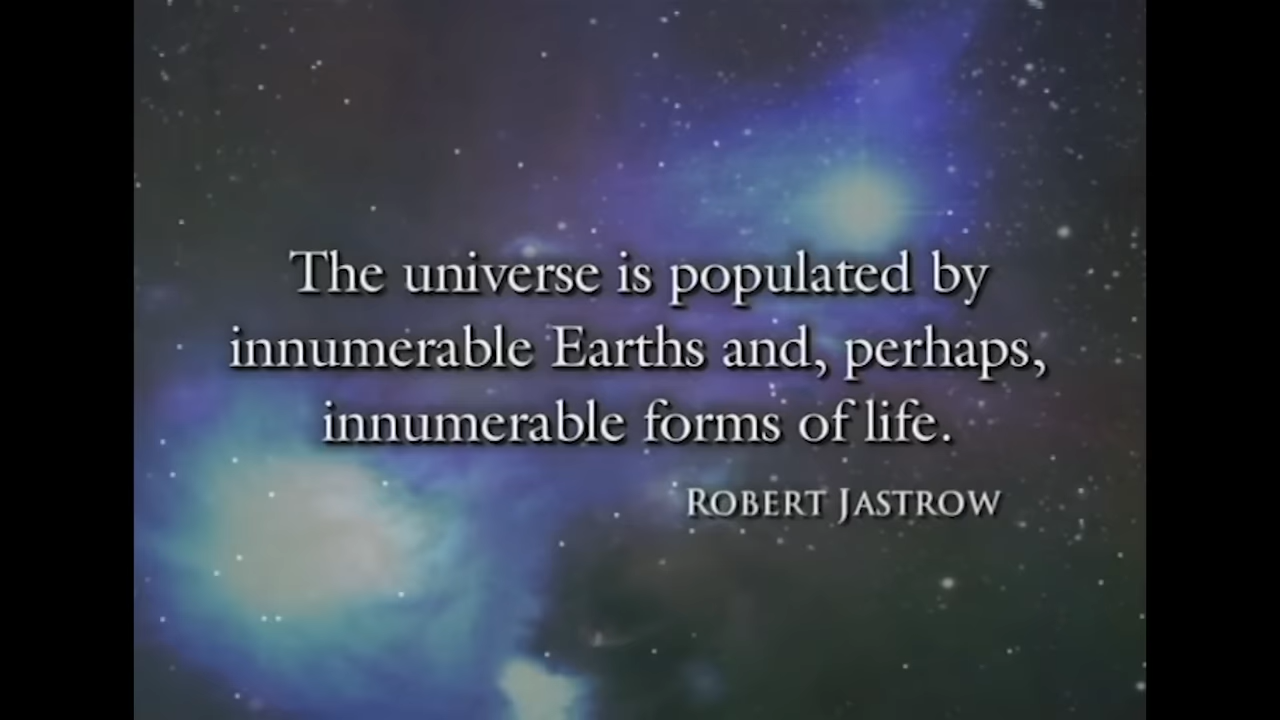 The universe is populated by
innumerable Earths and, perhaps,
innumerable forms of life.
ROBERT JASTROW